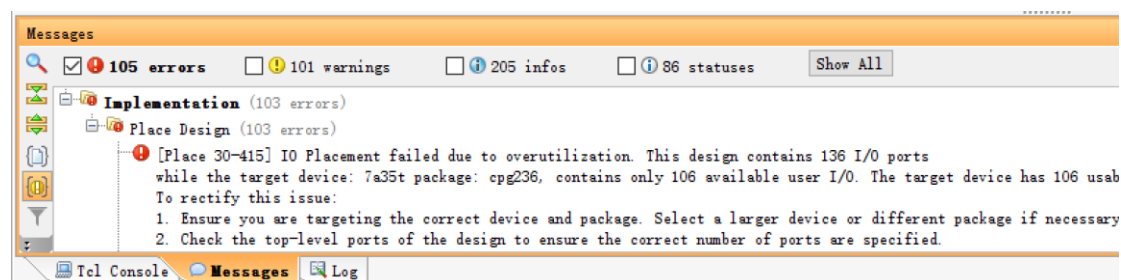 Messages
105 errors 101 warnings 205 infos 86 statuses Show All
Implementation (103 errors)
Place Design (103 errors)
[Place 30-415] IO Placement failed due to overutilization. This design contains 136 I/O ports
while the target device: 7a35t package: cpg236, contains only 106 available user I/O. The target device has 106 usab
To rectify this issue:
1. Ensure you are targeting the correct device and package. Select a larger device or different package if necessary
2. Check the top-level ports of the design to ensure the correct number of ports are specified.
Tcl Console Messages Log